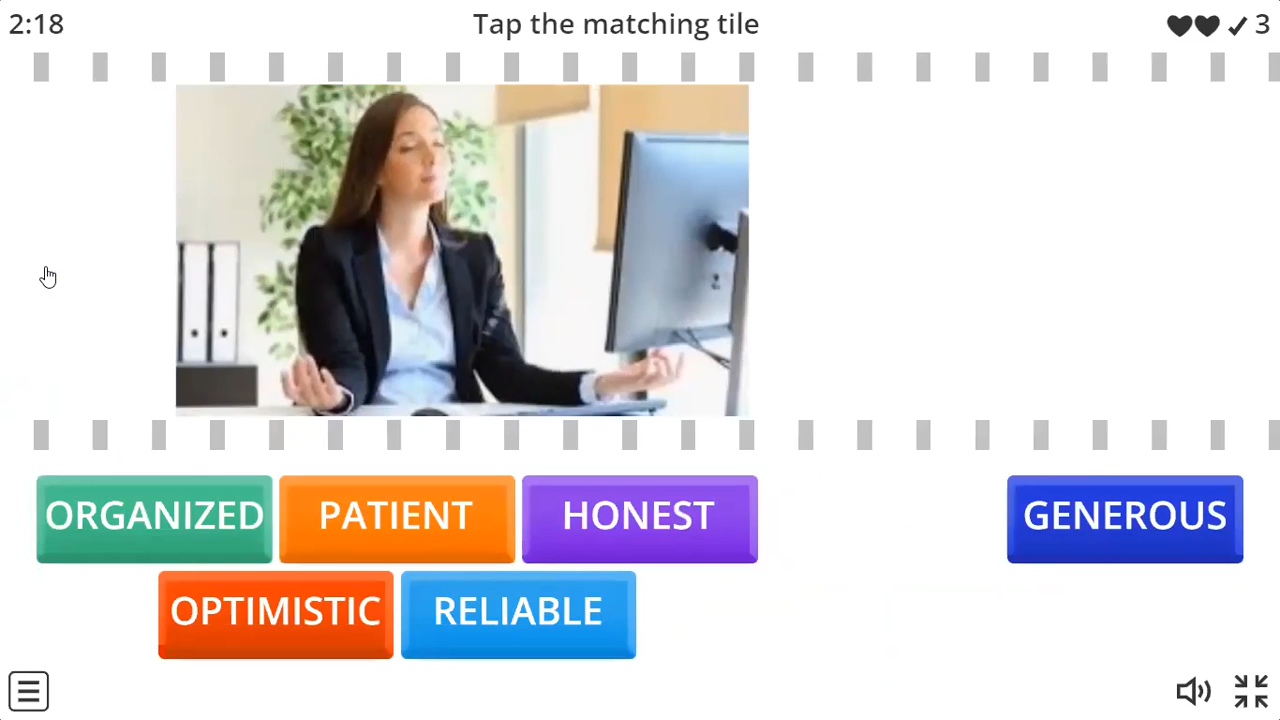 2:18 Tap the matching tile 3
ORGANIZED PATIENT HONEST GENEROUS
OPTIMISTIC RELIABLE